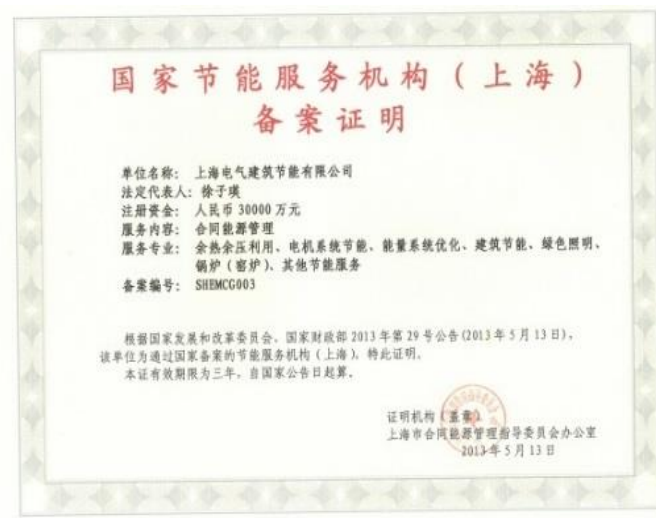 国家节能服务机构(上海)
备案证明
单位名称: 上海电气建筑节能有限公司
法定代表人: 徐子瑛
注册资金: 人民币 30000 万元
服务内容: 合同能源管理
服务专业: 余热余压利用、电机系统节能、能量系统优化、建筑节能、绿色照明、
锅炉(窑炉)、其他节能服务
备案编号: SHEMCG003
根据国家发展和改革委员会、国家财政部 2013 年第 29 号公告(2013 年 5 月 13 日),
该单位为通过国家备案的节能服务机构(上海)。特此证明。
本证有效期限为三年,自国家公告日起算。
证明机构(盖章)
上海市合同能源管理指导委员会办公室
2013 年 5 月 13 日